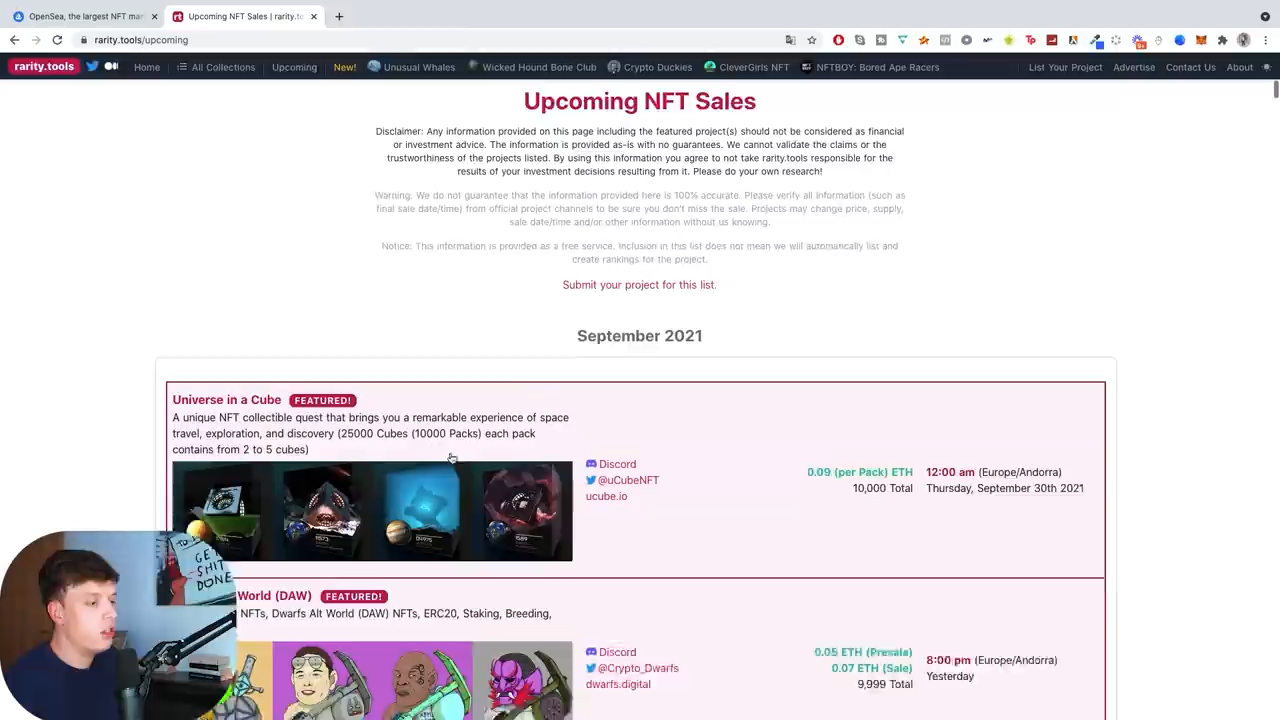 OpenSea, the largest NFT mar
Upcoming NFT Sales | rarity.to
rarity.tools/upcoming
rarity.tools
Home
All Collections
Upcoming
New!
Unusual Whales
Wicked Hound Bone Club
Crypto Duckies
CleverGirls NFT
NFTBOY: Bored Ape Racers
List Your Project
Advertise
Contact Us
About
Upcoming NFT Sales
Disclaimer: Any information provided on this page including the featured project(s) should not be considered as financial
or investment advice. The information is provided as-is with no guarantees. We cannot validate the claims or the
trustworthiness of the projects listed. By using this information you agree to not take rarity.tools responsible for the
results of your investment decisions resulting from it. Please do your own research!
Warning: We do not guarantee that the information provided here is 100% accurate. Please verify all Information (such as
final sale date/time) from official project channels to be sure you don't miss the sale. Projects may change price, supply,
sale date/time and/or other information without us knowing.
Notice: This information is provided as a free service. Inclusion in this list does not mean we will automatically list and
create rankings for the project.
Submit your project for this list.
September 2021
Universe in a Cube FEATURED!
A unique NFT collectible quest that brings you a remarkable experience of space
travel, exploration, and discovery (25000 Cubes (10000 Packs) each pack
contains from 2 to 5 cubes)
Discord
@uCubeNFT
ucube.io
0.09 (per Pack) ETH
10,000 Total
12:00 am (Europe/Andorra)
Thursday, September 30th 2021
World (DAW) FEATURED!
NFTs, Dwarfs Alt World (DAW) NFTs, ERC20, Staking, Breeding,
Discord
@Crypto_Dwarfs
dwarfs.digital
0.05 ETH (Presale)
0.07 ETH (Sale)
9,999 Total
8:00 pm (Europe/Andorra)
Yesterday
GET
SHIT
DONE